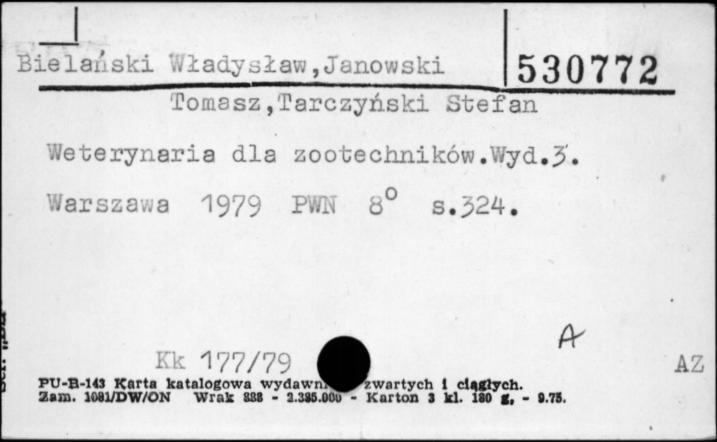 Bielański Władysław,Janowski
530772
Tomasz,Tarczyński Stefan
Weterynaria dla zootechników.Wyd.3.
Warszawa 1979 PWN 8° s.324.
A
Kk 177/79
AZ
PU-B-143 Karta katalogowa zwartych i ciągłych.
Zam. 1081/DW/ON Wrak 888 - 2.385.000 - Karton 3 kl. 180 g. - 9.75.